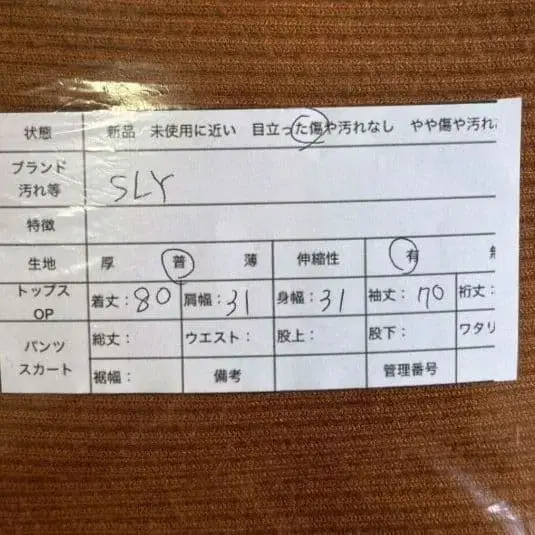 状態 新品 未使用に近い 目立った傷や汚れなし やや傷や汚れ
ブランド
汚れ等 SLY
特徴
生地 厚 普 薄 伸縮性 有
トップス
OP 着丈:80 肩幅:31 身幅:31 袖丈:70 裄丈:
パンツ
スカート 総丈: ウエスト: 股上: 股下: ワタリ
裾幅: 備考 管理番号